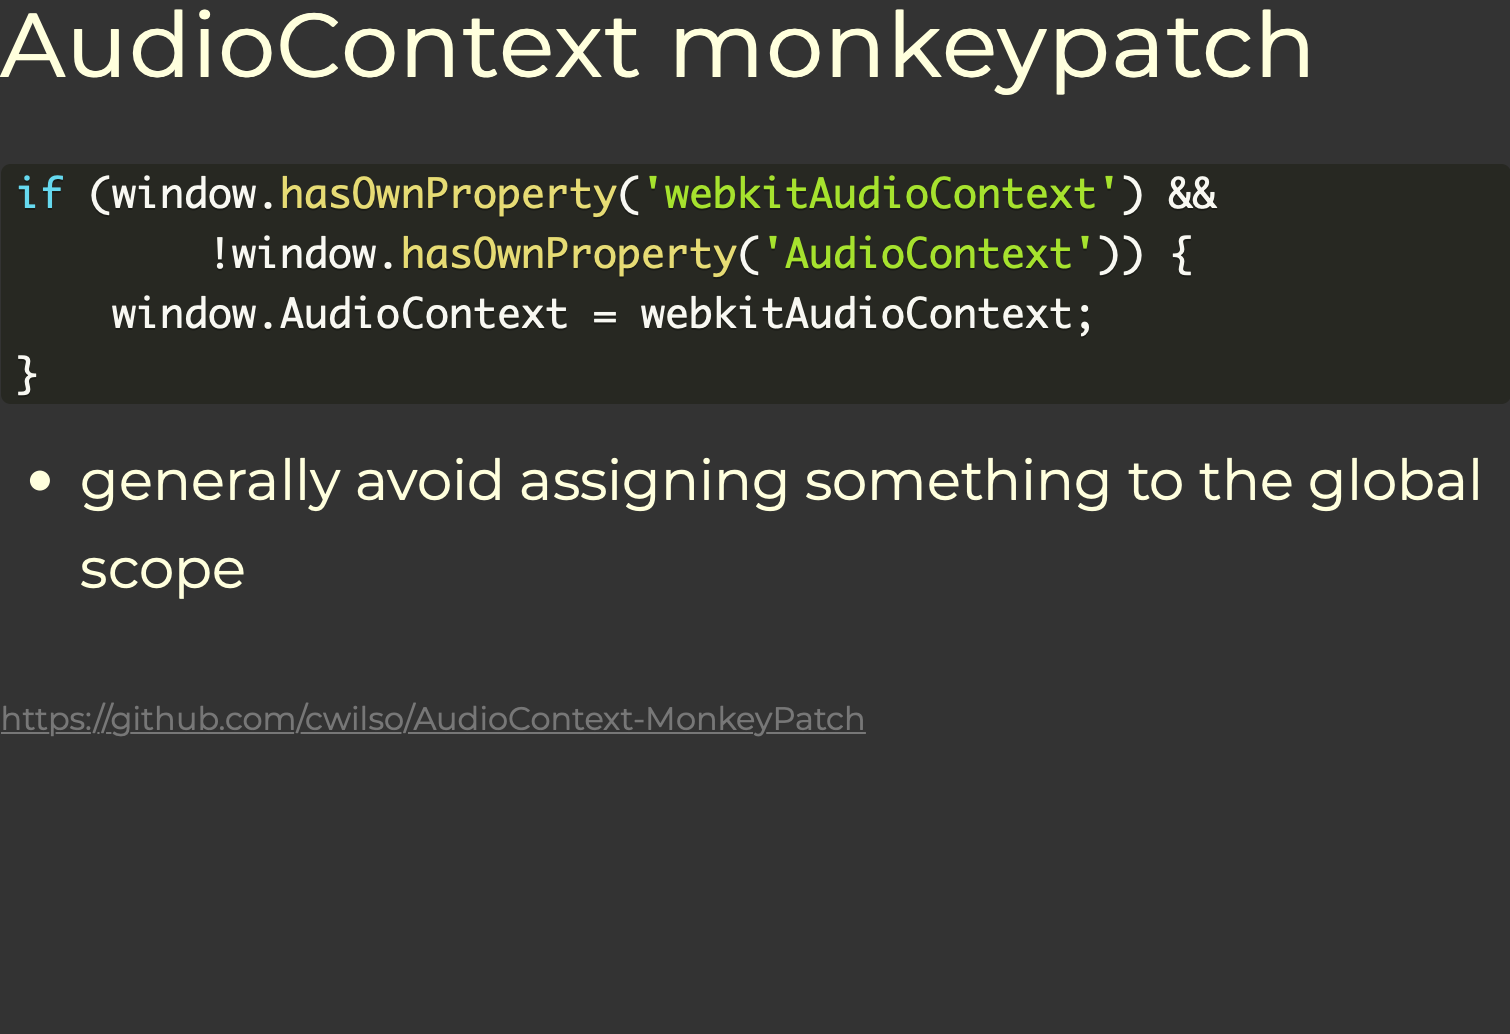 AudioContext monkeypatch
if (window.hasOwnProperty('webkitAudioContext') &&
        !window.hasOwnProperty('AudioContext')) {
    window.AudioContext = webkitAudioContext;
}
• generally avoid assigning something to the global
scope
https://github.com/cwilso/AudioContext-MonkeyPatch